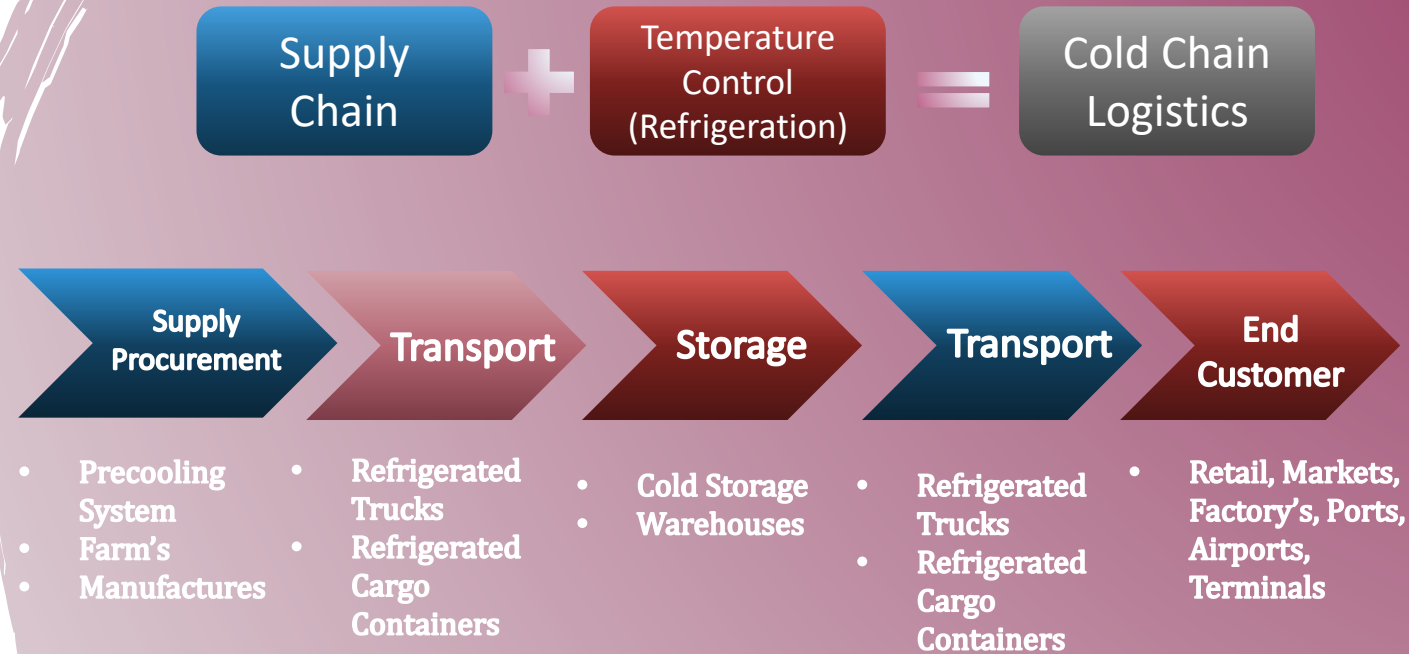 Supply
Chain
Temperature
Control
(Refrigeration)
Cold Chain
Logistics
Supply
Procurement
Transport
Storage
Transport
End
Customer
• Precooling
System
• Farm's
• Manufactures
• Refrigerated
Trucks
• Refrigerated
Cargo
Containers
• Cold Storage
• Warehouses
• Refrigerated
Trucks
• Refrigerated
Cargo
Containers
• Retail, Markets,
Factory's, Ports,
Airports,
Terminals